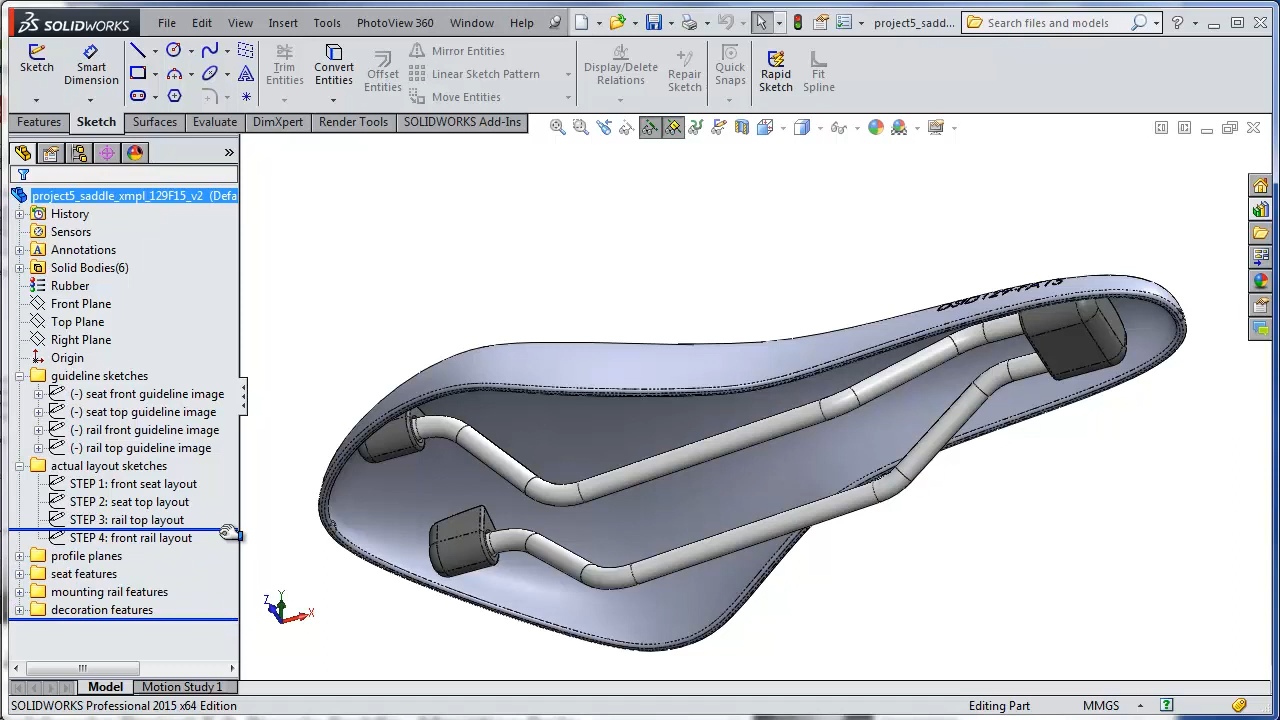 SOLIDWORKS File Edit View Insert Tools PhotoView 360 Window Help project5_sadd... Search files and models
Sketch Smart Dimension Trim Entities Convert Entities Offset Entities Mirror Entities Linear Sketch Pattern Move Entities Display/Delete Relations Repair Sketch Quick Snaps Rapid Sketch Fit Spline
Features Sketch Surfaces Evaluate DimXpert Render Tools SOLIDWORKS Add-Ins
project5_saddle_xmpl_129F15_v2 (Defa
History
Sensors
Annotations
Solid Bodies(6)
Rubber
Front Plane
Top Plane
Right Plane
Origin
guideline sketches
(-) seat front guideline image
(-) seat top guideline image
(-) rail front guideline image
(-) rail top guideline image
actual layout sketches
STEP 1: front seat layout
STEP 2: seat top layout
STEP 3: rail top layout
STEP 4: front rail layout
profile planes
seat features
mounting rail features
decoration features
Z Y X
Model Motion Study 1
SOLIDWORKS Professional 2015 x64 Edition Editing Part MMGS